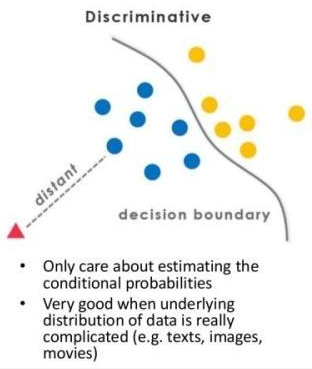 Discriminative
distant
decision boundary
• Only care about estimating the
conditional probabilities
• Very good when underlying
distribution of data is really
complicated (e.g. texts, images,
movies)